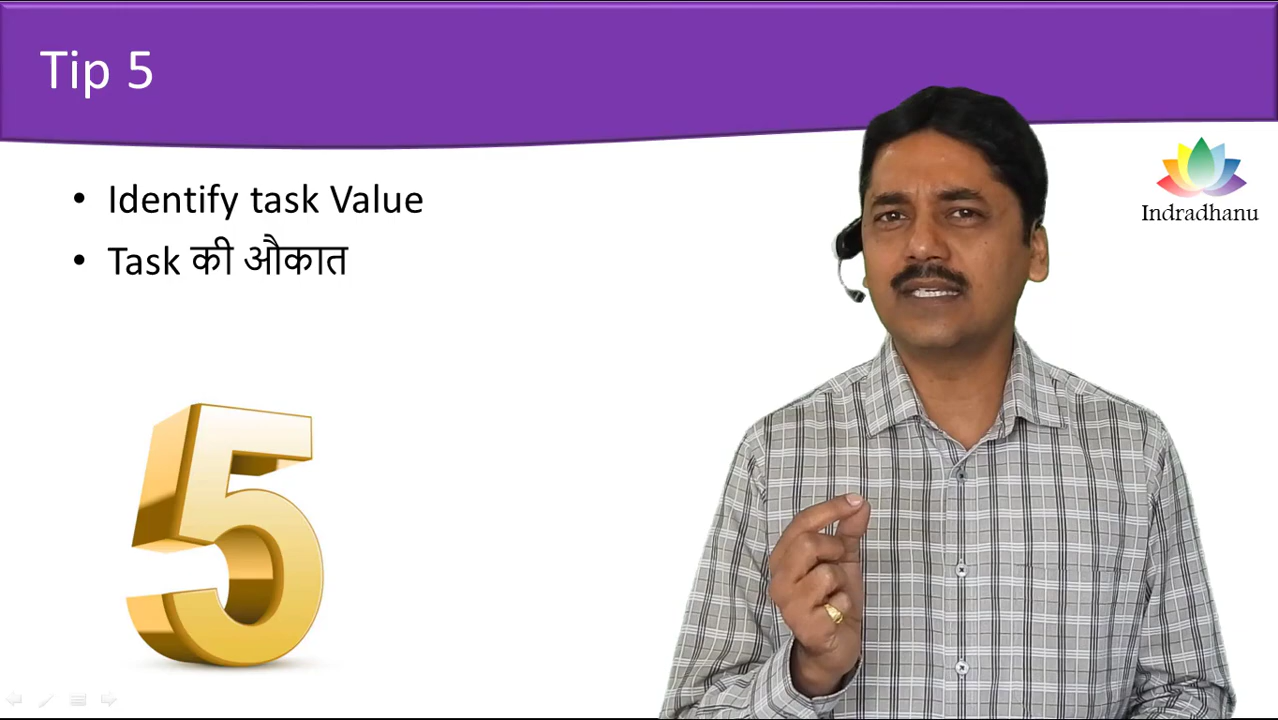 Tip 5
• Identify task Value
• Task की औकात
Indradhanu
5